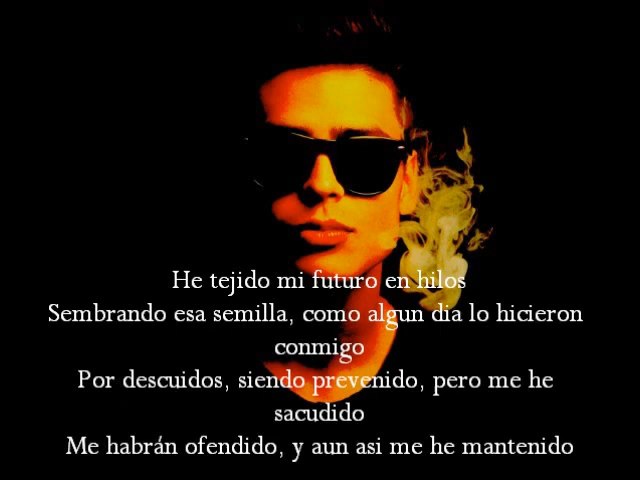 He tejido mi futuro en hilos
Sembrando esa semilla, como algun dia lo hicieron
conmigo
Por descuidos, siendo prevenido, pero me he
sacudido
Me habrán ofendido, y aun asi me he mantenido